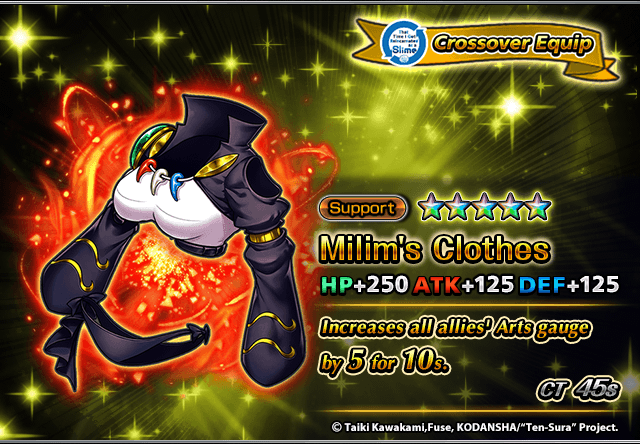 That
Time I Got
Reincarnated
as a
Slime
Crossover Equip
Support
Milim's Clothes
HP+250 ATK+125 DEF+125
Increases all allies' Arts gauge
by 5 for 10s.
CT 45s
© Taiki Kawakami,Fuse, KODANSHA/"Ten-Sura" Project.